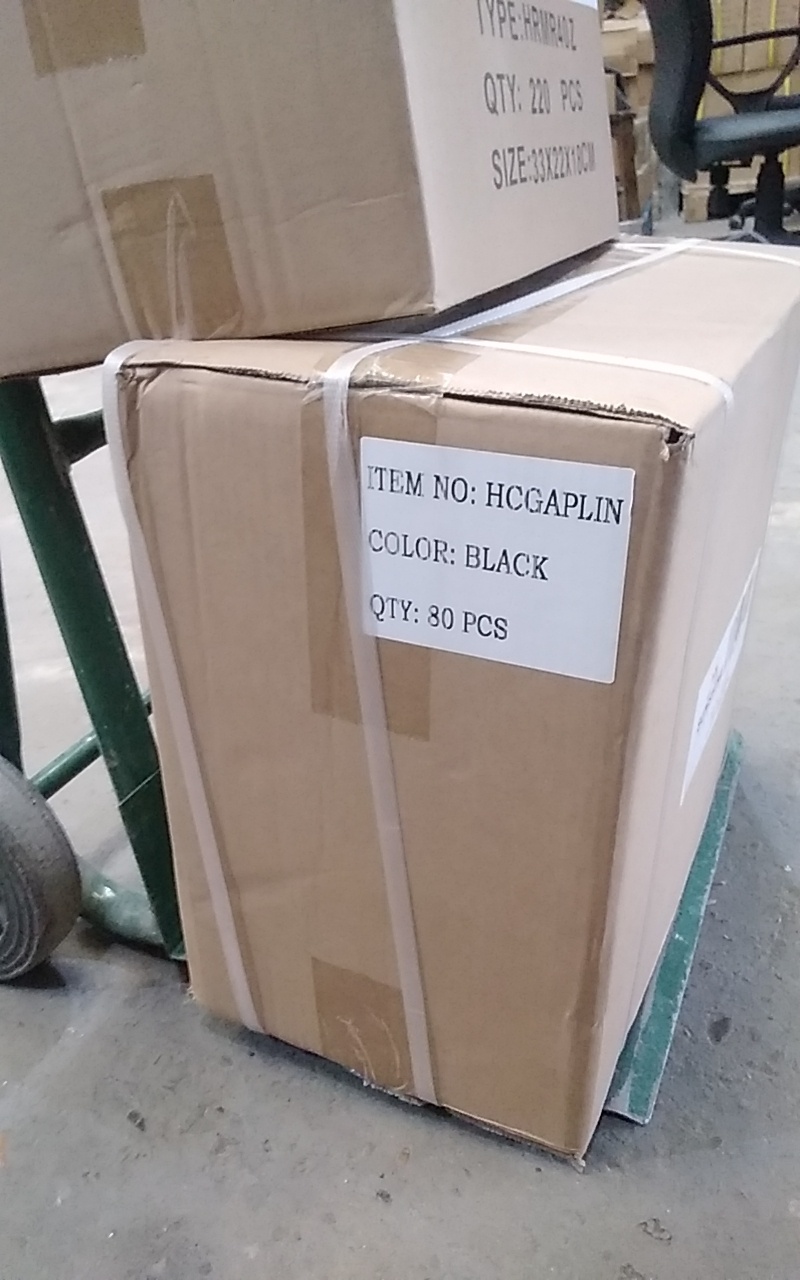 TYPE:HRMR40Z
QTY: 220 PCS
SIZE:33X22X18CM
ITEM NO: HCGAPLIN
COLOR: BLACK
QTY: 80 PCS